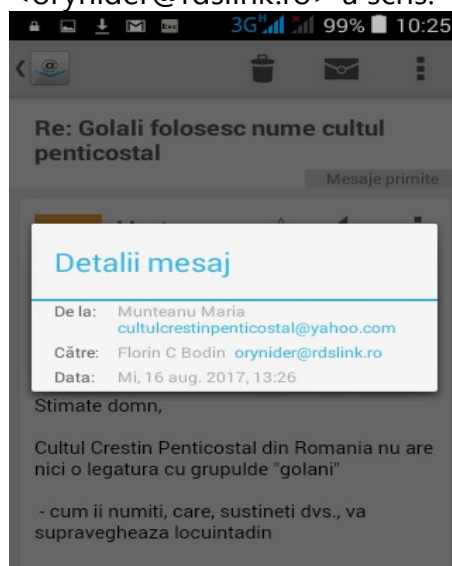 <orynider@rdslink.ro> a scris:
Esc 3G H 99% 10:25
@
Re: Golali folosesc nume cultul
penticostal
Mesaje primite
Detalii mesaj
De la: Munteanu Maria
cultulcrestinpenticostal@yahoo.com
Către: Florin C Bodin orynider@rdslink.ro
Data: Mi, 16 aug. 2017, 13:26
Stimate domn,
Cultul Crestin Penticostal din Romania nu are
nici o legatura cu grupulde "golani"
- cum ii numiti, care, sustineti dvs., va
supravegheaza locuintadin